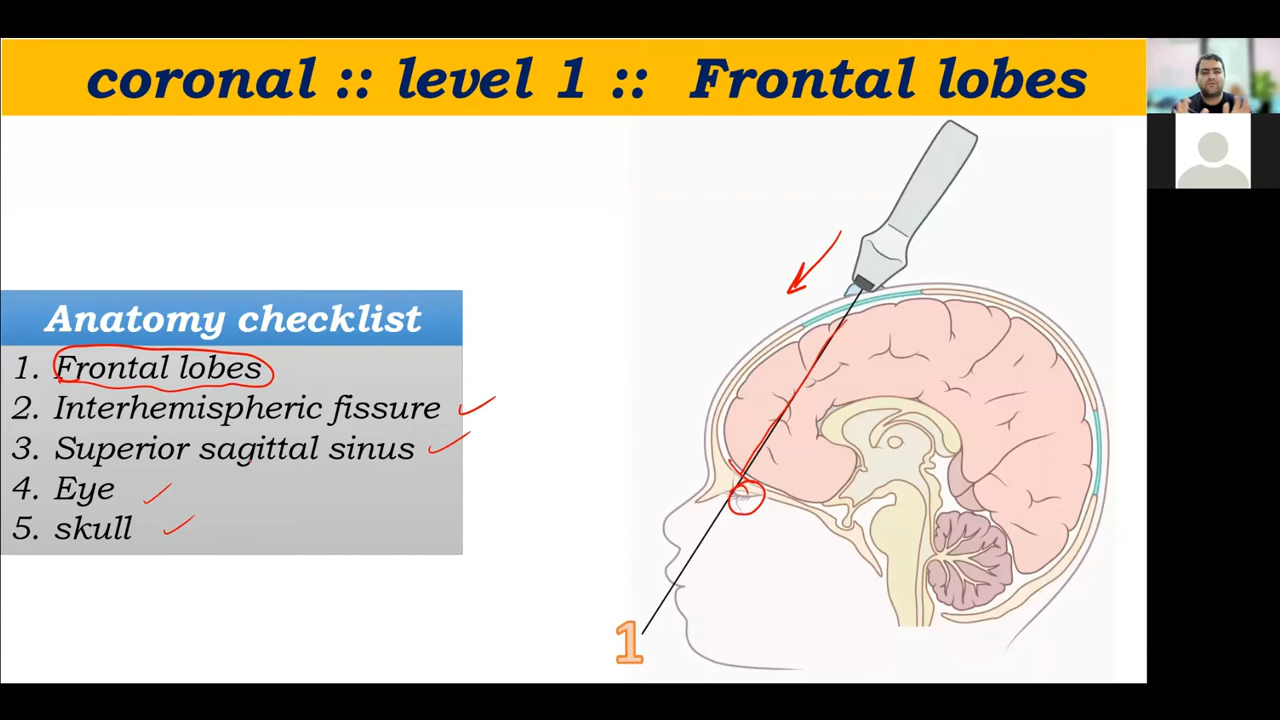 coronal :: level 1 :: Frontal lobes
Anatomy checklist
1. Frontal lobes
2. Interhemispheric fissure
3. Superior sagittal sinus
4. Eye
5. skull
1